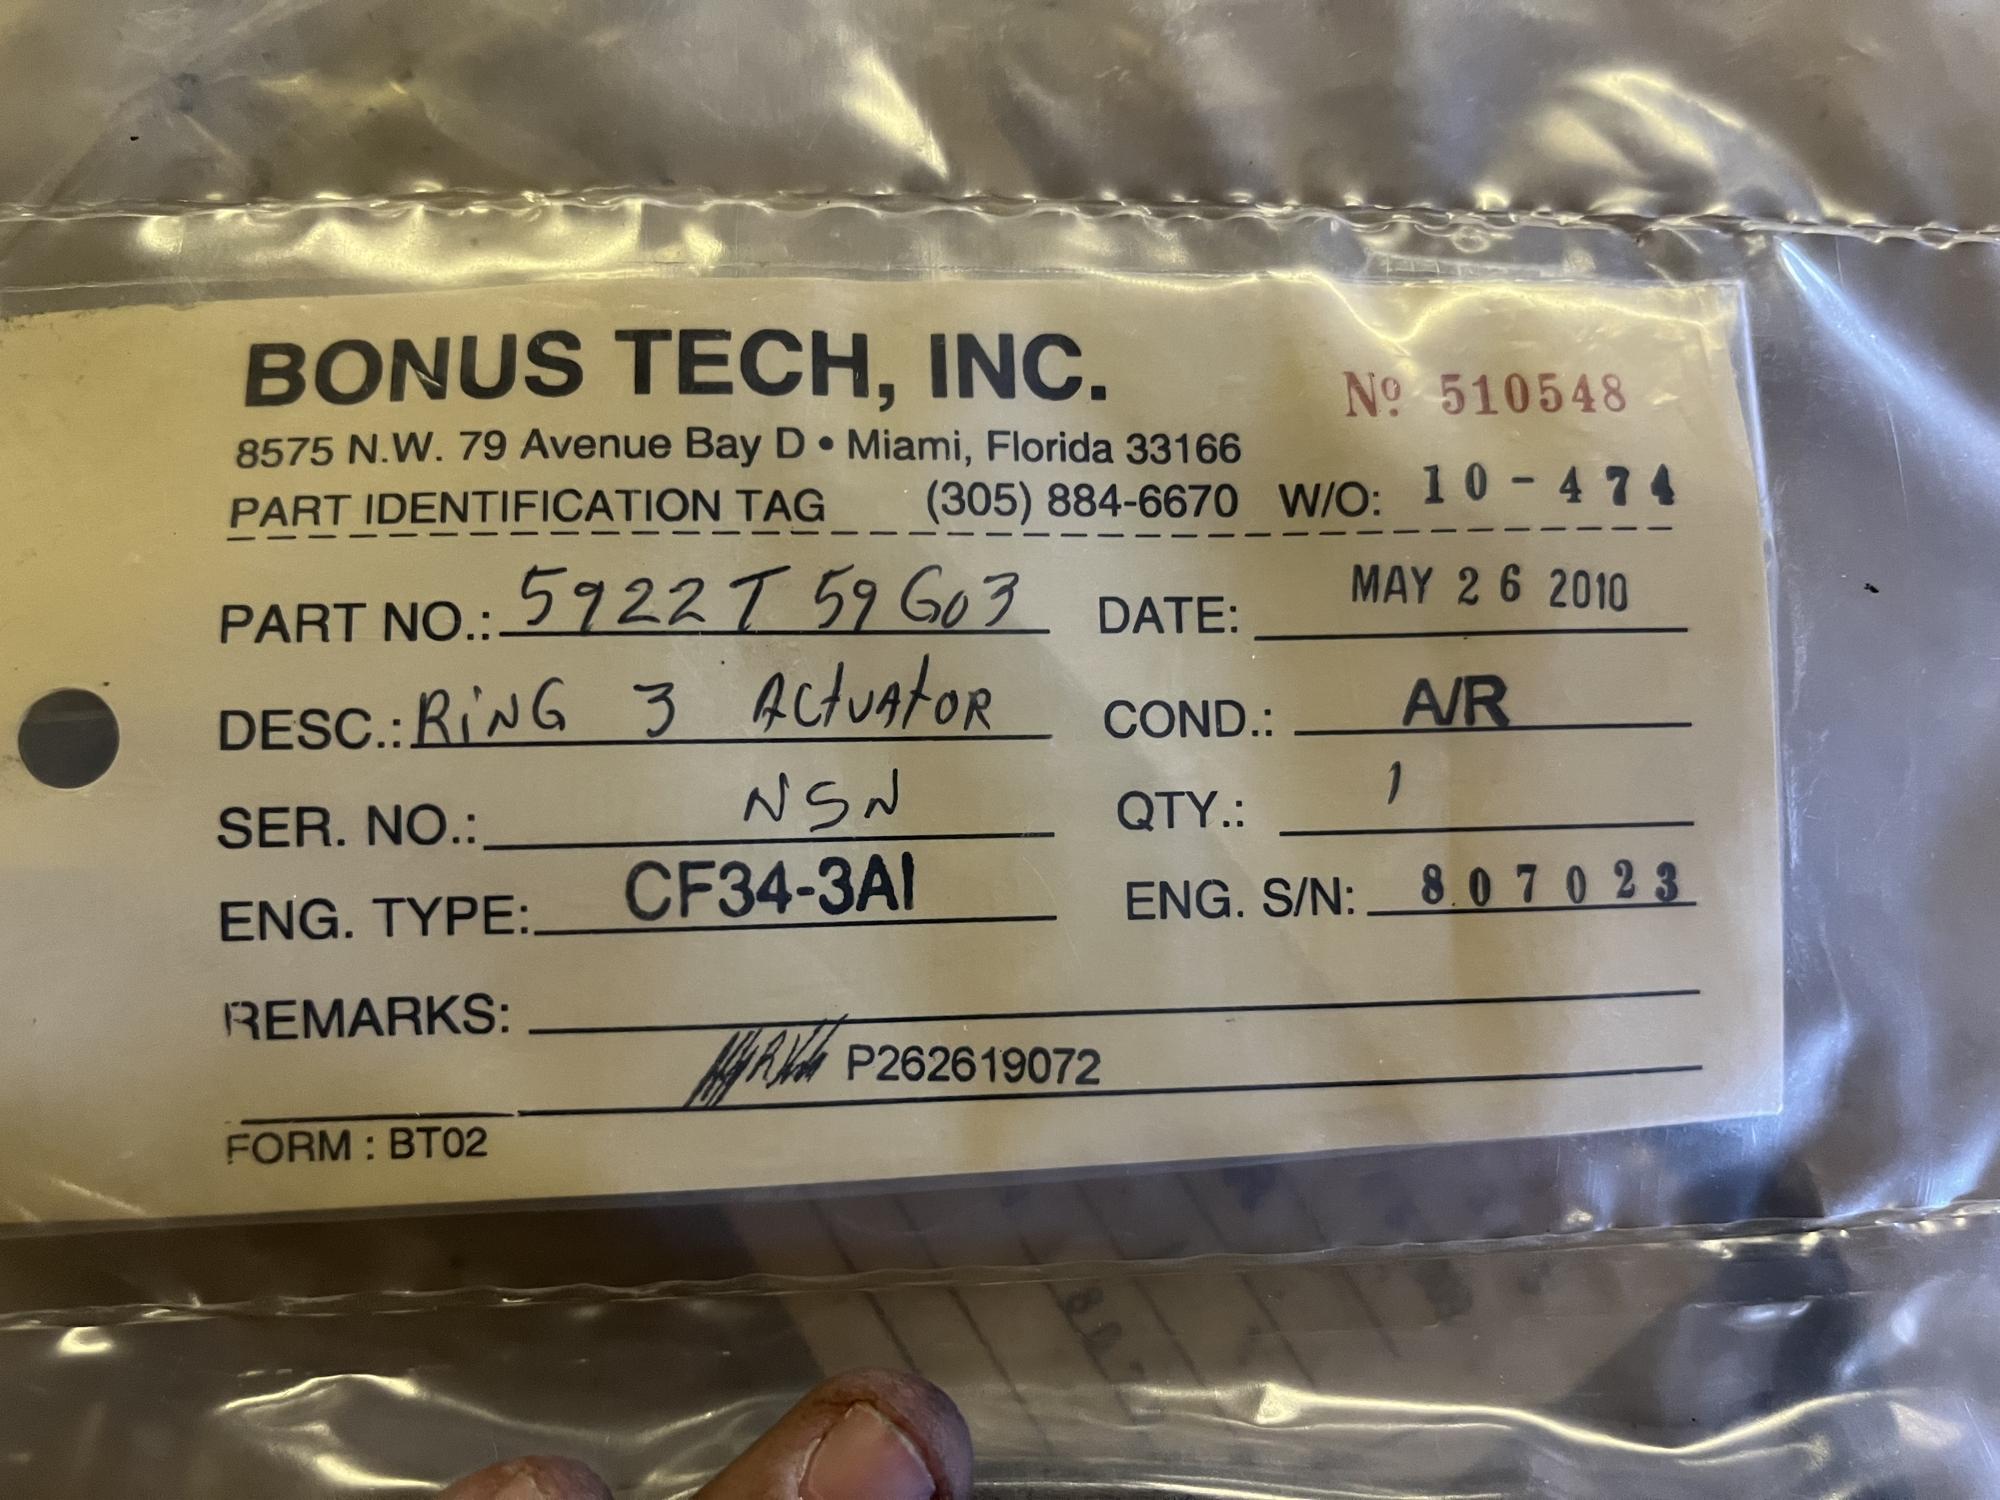 BONUS TECH, INC.
Nº 510548
8575 N.W. 79 Avenue Bay D • Miami, Florida 33166
PART IDENTIFICATION TAG (305) 884-6670 W/O: 10-474
PART NO.: 5922T59G03 DATE: MAY 26 2010
DESC.: RiNG 3 ACtUAtOR COND.: A/R
SER. NO.: NSN QTY.: 1
ENG. TYPE: CF34-3AI ENG. S/N: 807023
REMARKS:
P262619072
FORM : BT02